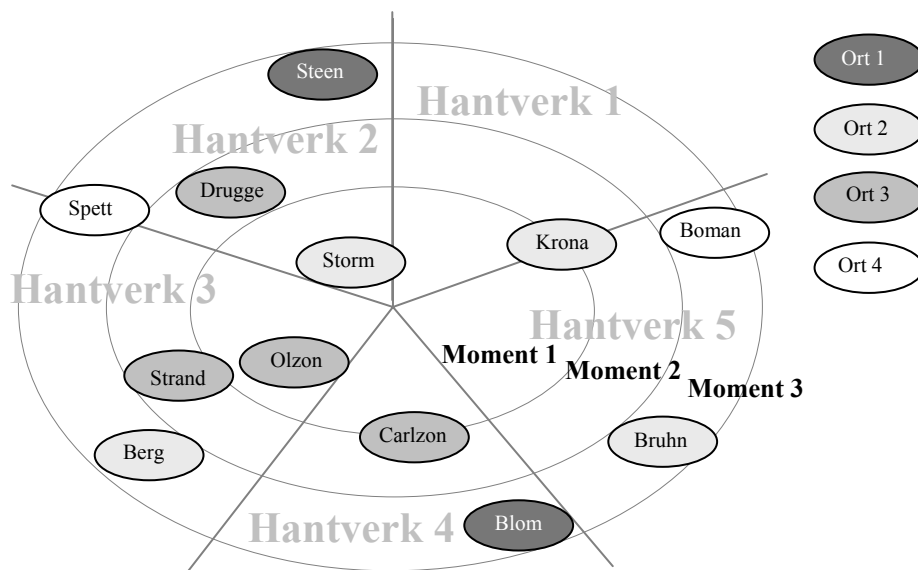 Steen
Ort 1
Hantverk 1
Ort 2
Hantverk 2
Drugge
Ort 3
Spett
Boman
Krona
Storm
Ort 4
Hantverk 3
Hantverk 5
Moment 1
Olzon
Moment 2
Strand
Moment 3
Carlzon
Bruhn
Berg
Blom
Hantverk 4